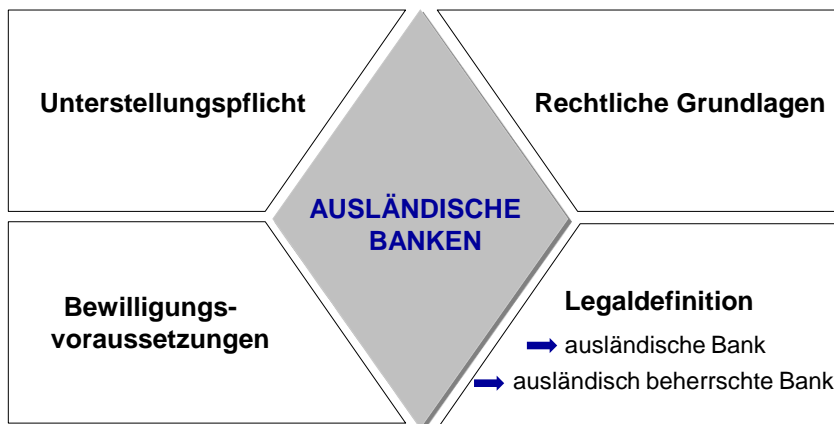 Unterstellungspflicht
Rechtliche Grundlagen
AUSLÄNDISCHE
BANKEN
Bewilligungs-
voraussetzungen
Legaldefinition
ausländische Bank
ausländisch beherrschte Bank